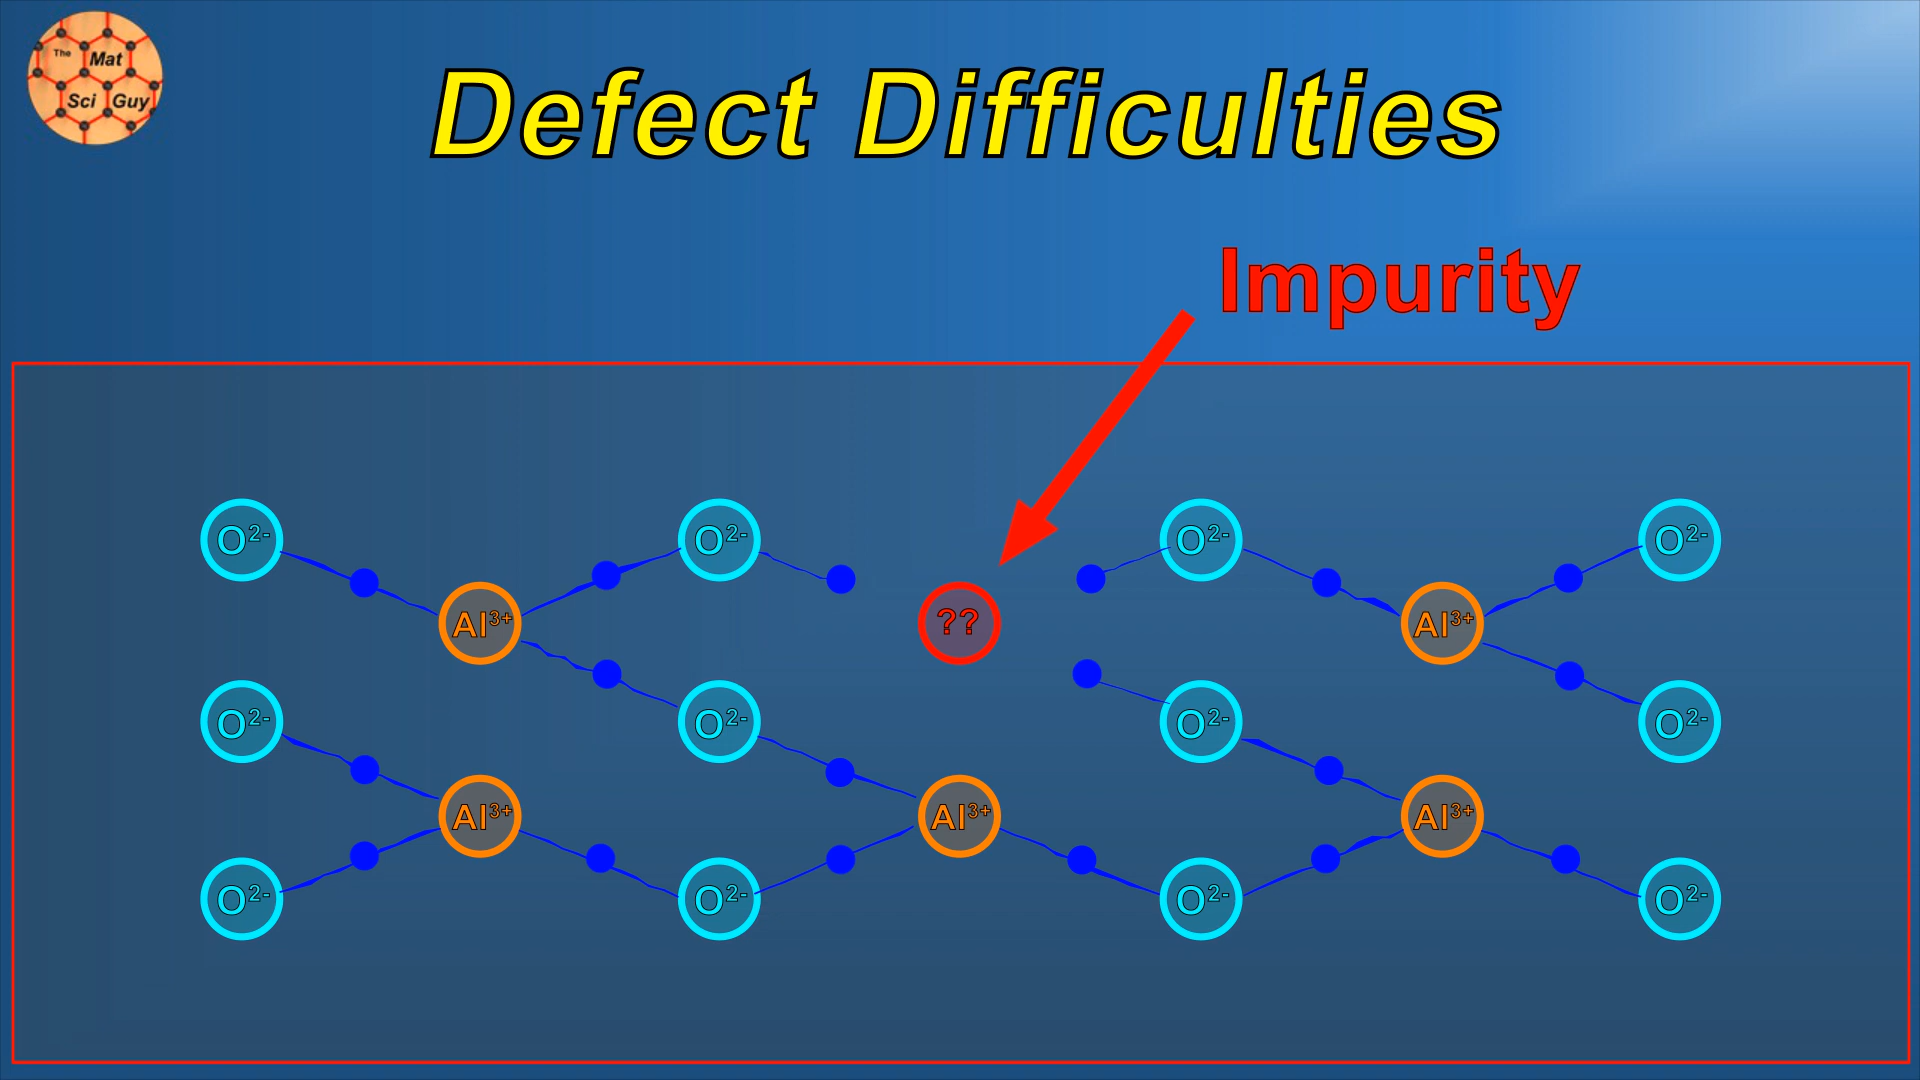 The
Mat
Sci Guy
Defect Difficulties
Impurity
O²⁻ O²⁻ O²⁻ O²⁻
Al³⁺ ?? Al³⁺
O²⁻ O²⁻ O²⁻ O²⁻
Al³⁺ Al³⁺ Al³⁺
O²⁻ O²⁻ O²⁻ O²⁻